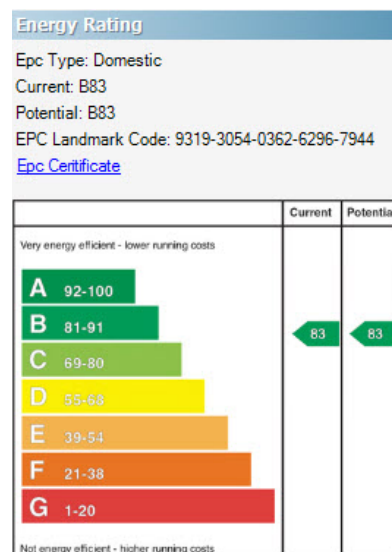 Energy Rating
Epc Type: Domestic
Current: B83
Potential: B83
EPC Landmark Code: 9319-3054-0362-6296-7944
Epc Ceritificate
Current Potential
Very energy efficient - lower running costs
A 92-100
B 81-91
83 83
C 69-80
D 55-68
E 39-54
F 21-38
G 1-20
Not energy efficient - higher running costs